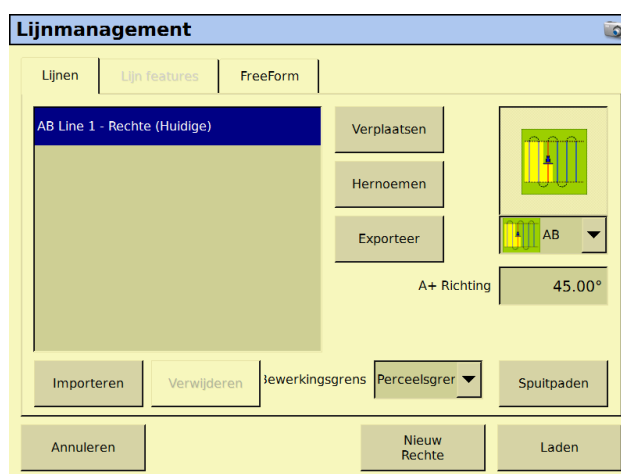 Lijnmanagement
Lijnen Lijn features FreeForm
AB Line 1 - Rechte (Huidige)
Verplaatsen
Hernoemen
Exporteer
AB
A+ Richting 45.00°
Importeren Verwijderen Bewerkingsgrens Perceelsgrer Spuitpaden
Annuleren Nieuw Rechte Laden